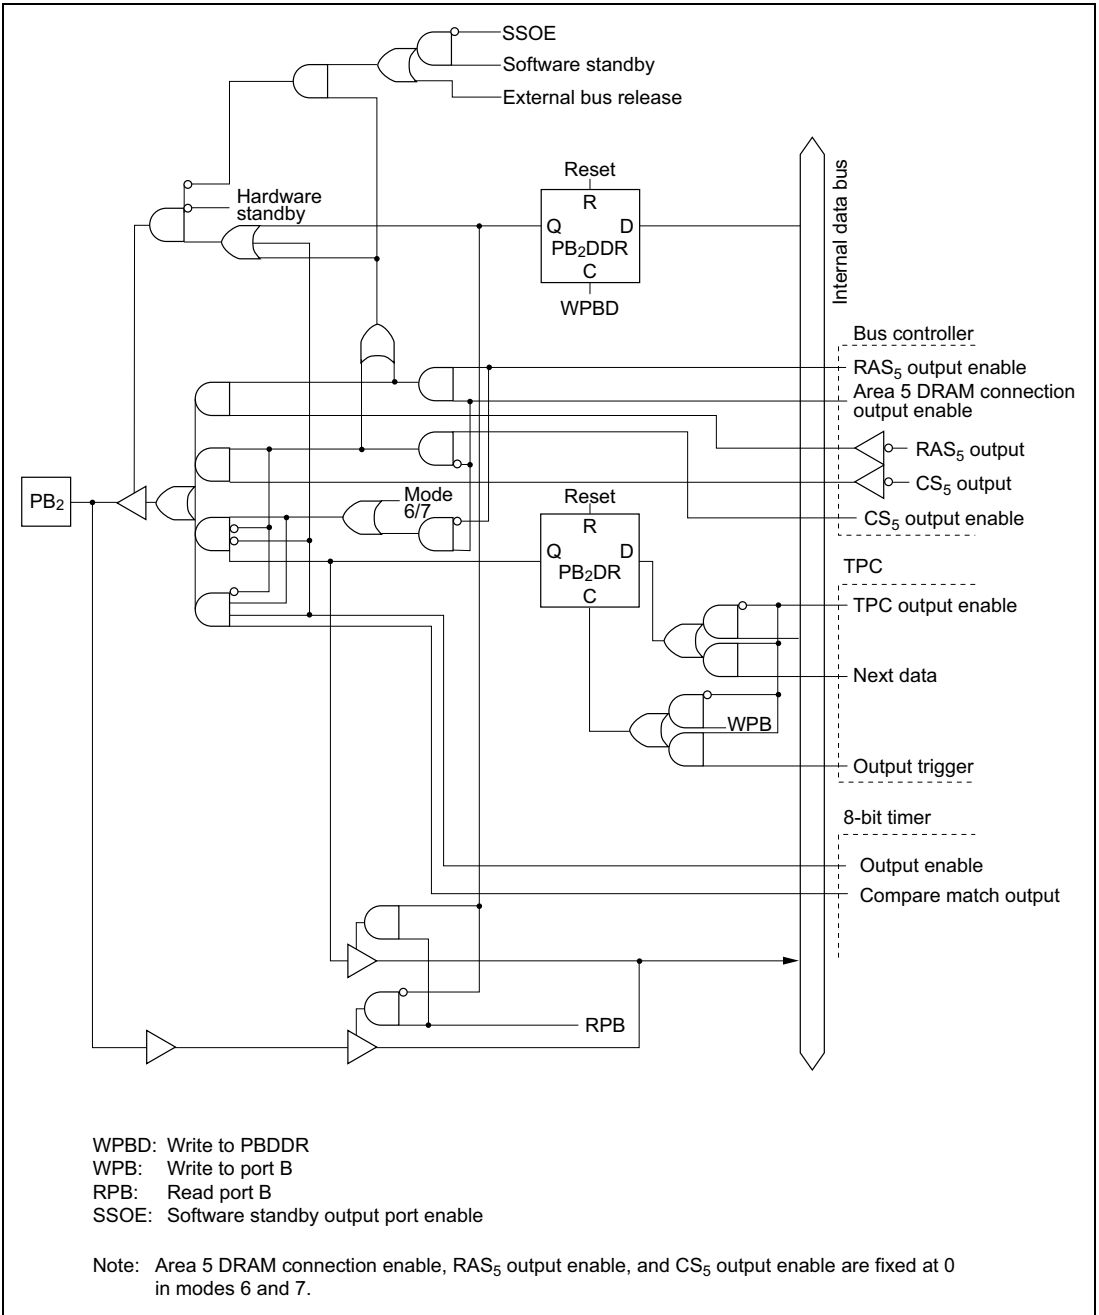 SSOE
Software standby
External bus release
Hardware
standby
Reset
R
Q D
PB₂DDR
C
WPBD
Internal data bus
Bus controller
RAS₅ output enable
Area 5 DRAM connection
output enable
RAS₅ output
CS₅ output
CS₅ output enable
PB₂
Mode
6/7
Reset
R
Q D
PB₂DR
C
TPC
TPC output enable
Next data
WPB
Output trigger
8-bit timer
Output enable
Compare match output
RPB
WPBD: Write to PBDDR
WPB: Write to port B
RPB: Read port B
SSOE: Software standby output port enable
Note: Area 5 DRAM connection enable, RAS₅ output enable, and CS₅ output enable are fixed at 0
in modes 6 and 7.